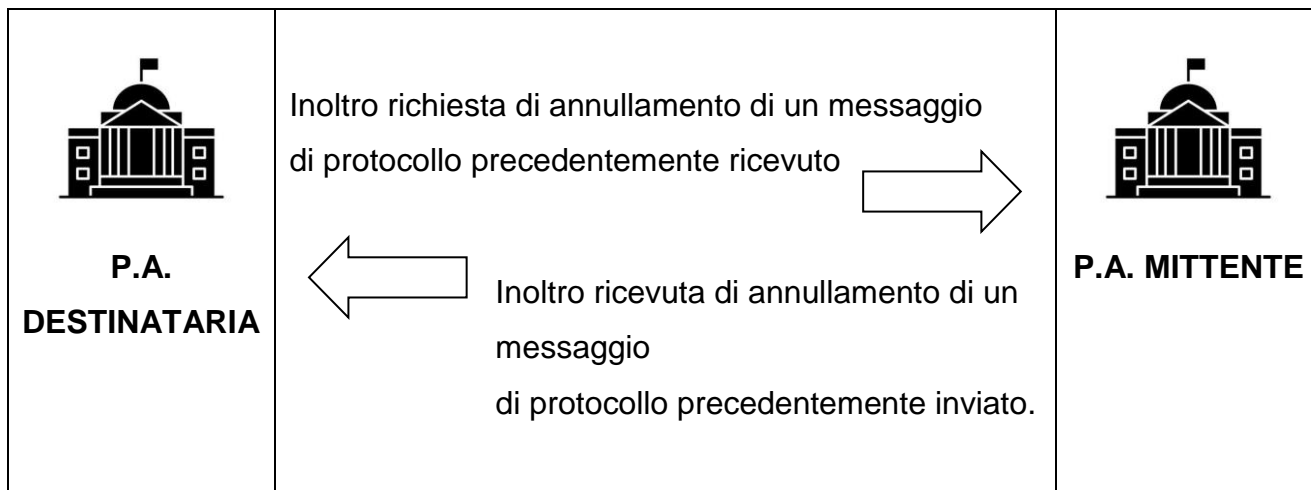 P.A.
DESTINATARIA
Inoltro richiesta di annullamento di un messaggio
di protocollo precedentemente ricevuto
Inoltro ricevuta di annullamento di un
messaggio
di protocollo precedentemente inviato.
P.A. MITTENTE